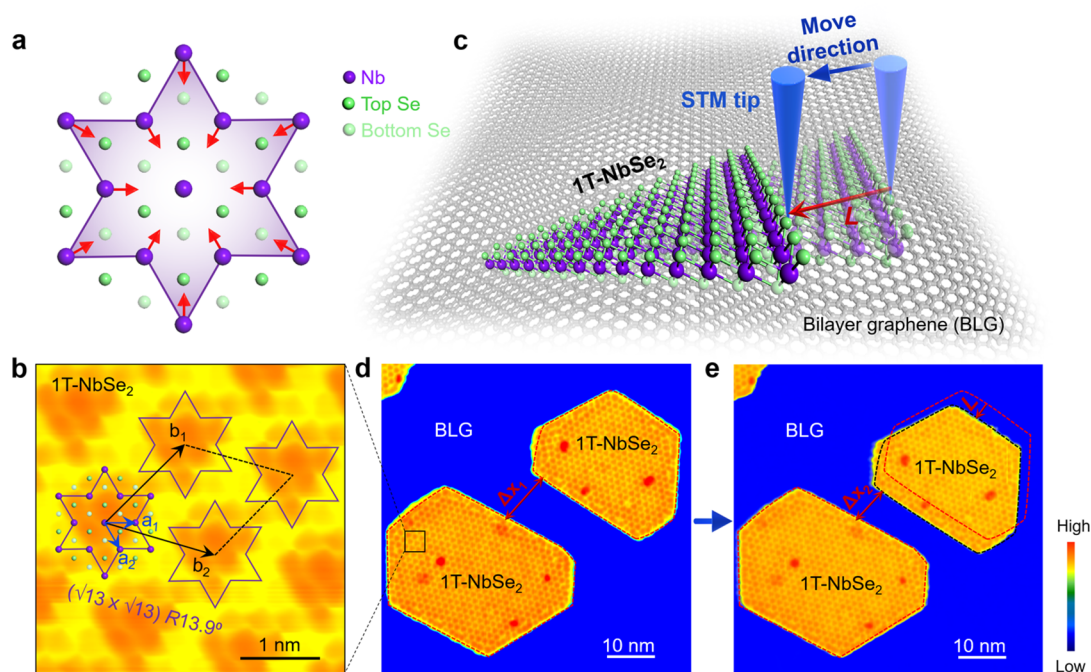 a
Nb
Top Se
Bottom Se
c
Move
direction
STM tip
1T-NbSe₂
L
Bilayer graphene (BLG)
b
1T-NbSe₂
b₁
a₁
a₂
b₂
(√13 x √13) R13.9º
1 nm
d
BLG
1T-NbSe₂
Δx₁
1T-NbSe₂
10 nm
e
BLG
L
1T-NbSe₂
Δx₂
1T-NbSe₂
10 nm
High
Low